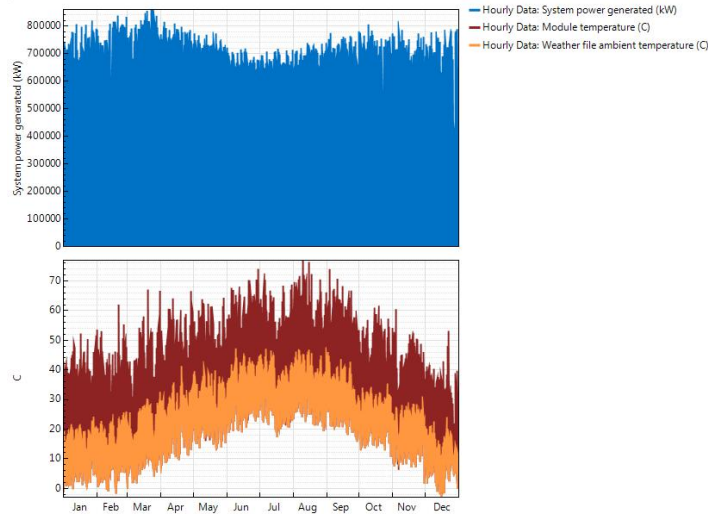 Hourly Data: System power generated (kW)
Hourly Data: Module temperature (C)
Hourly Data: Weather file ambient temperature (C)
System power generated (kW)
800000
700000
600000
500000
400000
300000
200000
100000
0
C
70
60
50
40
30
20
10
0
Jan Feb Mar Apr May Jun Jul Aug Sep Oct Nov Dec